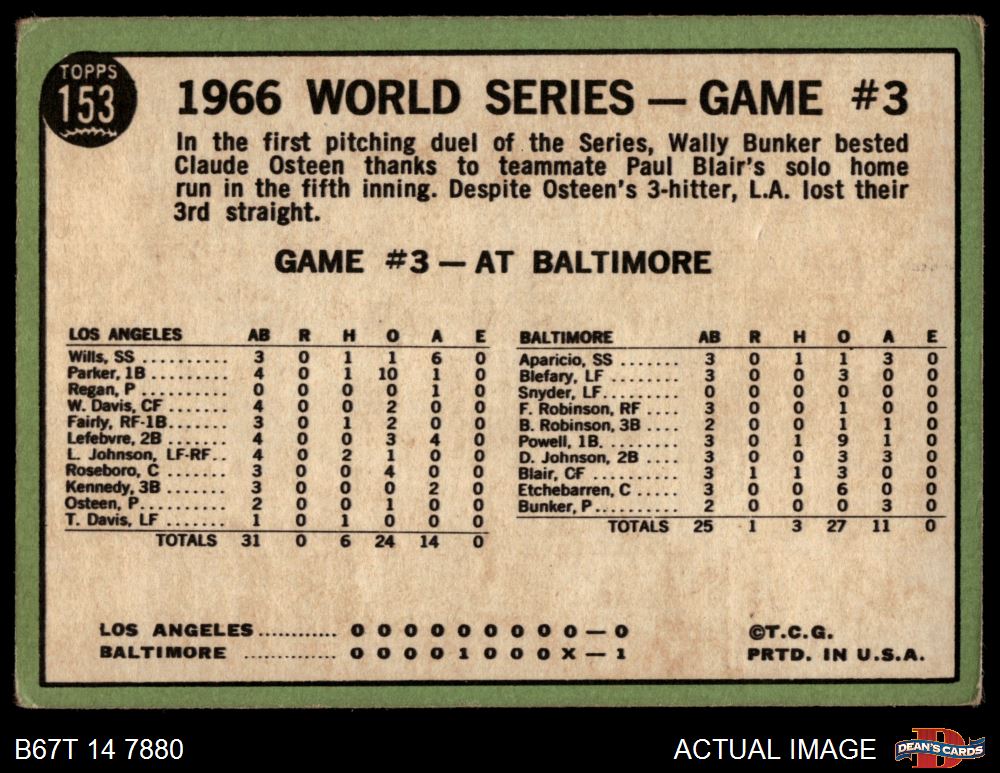 TOPPS
153
1966 WORLD SERIES — GAME #3
In the first pitching duel of the Series, Wally Bunker bested
Claude Osteen thanks to teammate Paul Blair's solo home
run in the fifth inning. Despite Osteen's 3-hitter, L.A. lost their
3rd straight.
GAME #3 — AT BALTIMORE
LOS ANGELES AB R H O A E
Wills, SS .......... 3 0 1 1 6 0
Parker, 1B ......... 4 0 1 10 1 0
Regan, P ........... 0 0 0 0 1 0
W. Davis, CF ....... 4 0 0 2 0 0
Fairly, RF-1B....... 3 0 1 2 0 0
Lefebvre, 2B ....... 4 0 0 3 4 0
L. Johnson, LF-RF.. 4 0 2 1 0 0
Roseboro, C ........ 3 0 0 4 0 0
Kennedy, 3B ........ 3 0 0 0 2 0
Osteen, P........... 2 0 0 1 0 0
T. Davis, LF ....... 1 0 1 0 0 0
TOTALS 31 0 6 24 14 0
BALTIMORE AB R H O A E
Aparicio, SS ....... 3 0 1 1 3 0
Blefary, LF ........ 3 0 0 3 0 0
Snyder, LF.......... 0 0 0 0 0 0
F. Robinson, RF .... 3 0 0 1 0 0
B. Robinson, 3B .... 2 0 0 1 1 0
Powell, 1B. ........ 3 0 1 9 1 0
D. Johnson, 2B .... 3 0 0 3 3 0
Blair, CF .......... 3 1 1 3 0 0
Etchebarren, C ..... 3 0 0 6 0 0
Bunker, P........... 2 0 0 0 3 0
TOTALS 25 1 3 27 11 0
LOS ANGELES............ 0 0 0 0 0 0 0 0 0 — 0
BALTIMORE .............. 0 0 0 0 1 0 0 0 X — 1
©T.C.G.
PRTD. IN U.S.A.
B67T 14 7880
ACTUAL IMAGE
D
DEAN'S CARDS